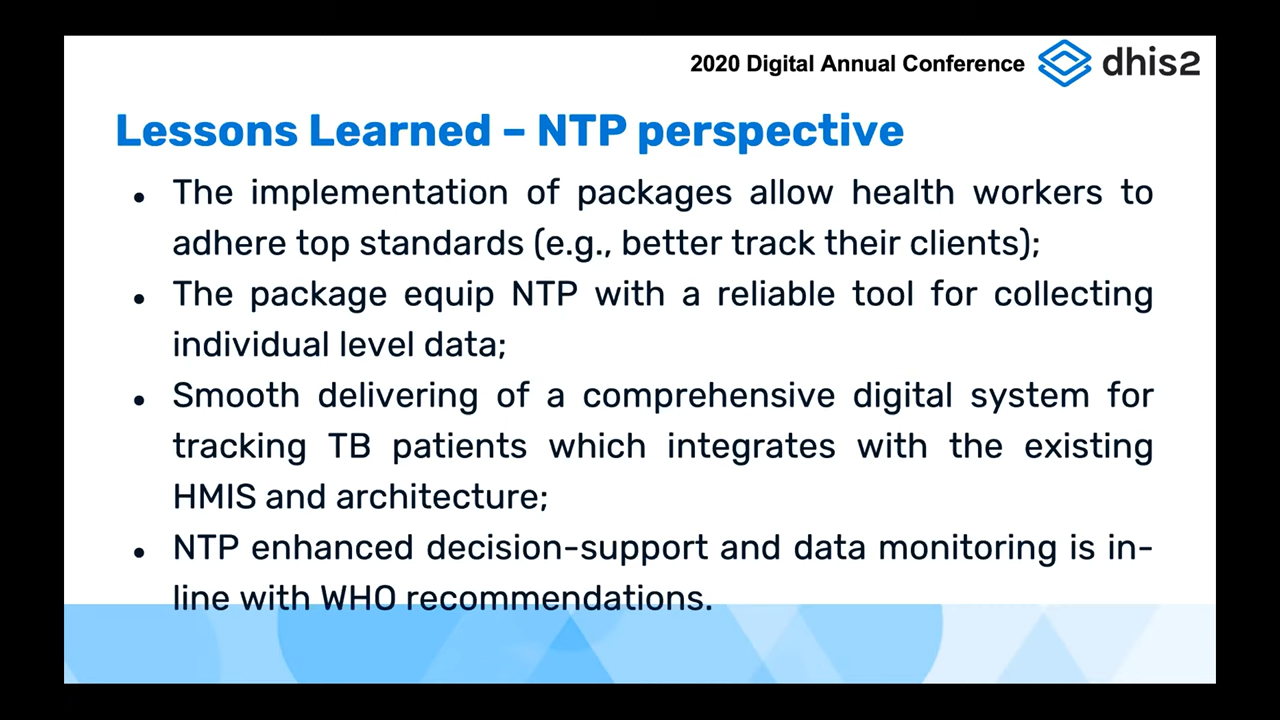 2020 Digital Annual Conference dhis2
Lessons Learned – NTP perspective
• The implementation of packages allow health workers to
adhere top standards (e.g., better track their clients);
• The package equip NTP with a reliable tool for collecting
individual level data;
• Smooth delivering of a comprehensive digital system for
tracking TB patients which integrates with the existing
HMIS and architecture;
• NTP enhanced decision-support and data monitoring is in-
line with WHO recommendations.